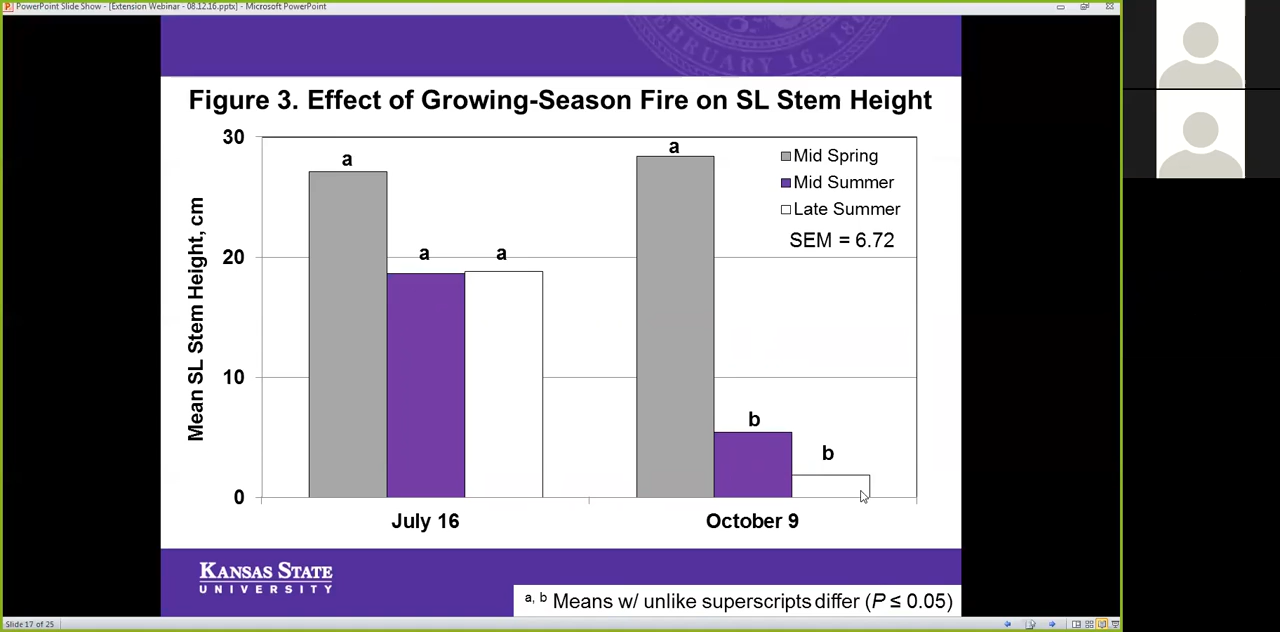 PowerPoint Slide Show - [Extension Webinar - 08.12.16.pptx] - Microsoft PowerPoint
FEBRUARY 16, 18
Figure 3. Effect of Growing-Season Fire on SL Stem Height
Mean SL Stem Height, cm
30
20
10
0
a
a
a
a
b
b
Mid Spring
Mid Summer
Late Summer
SEM = 6.72
July 16
October 9
KANSAS STATE
UNIVERSITY
a, b Means w/ unlike superscripts differ (P ≤ 0.05)
Slide 17 of 25